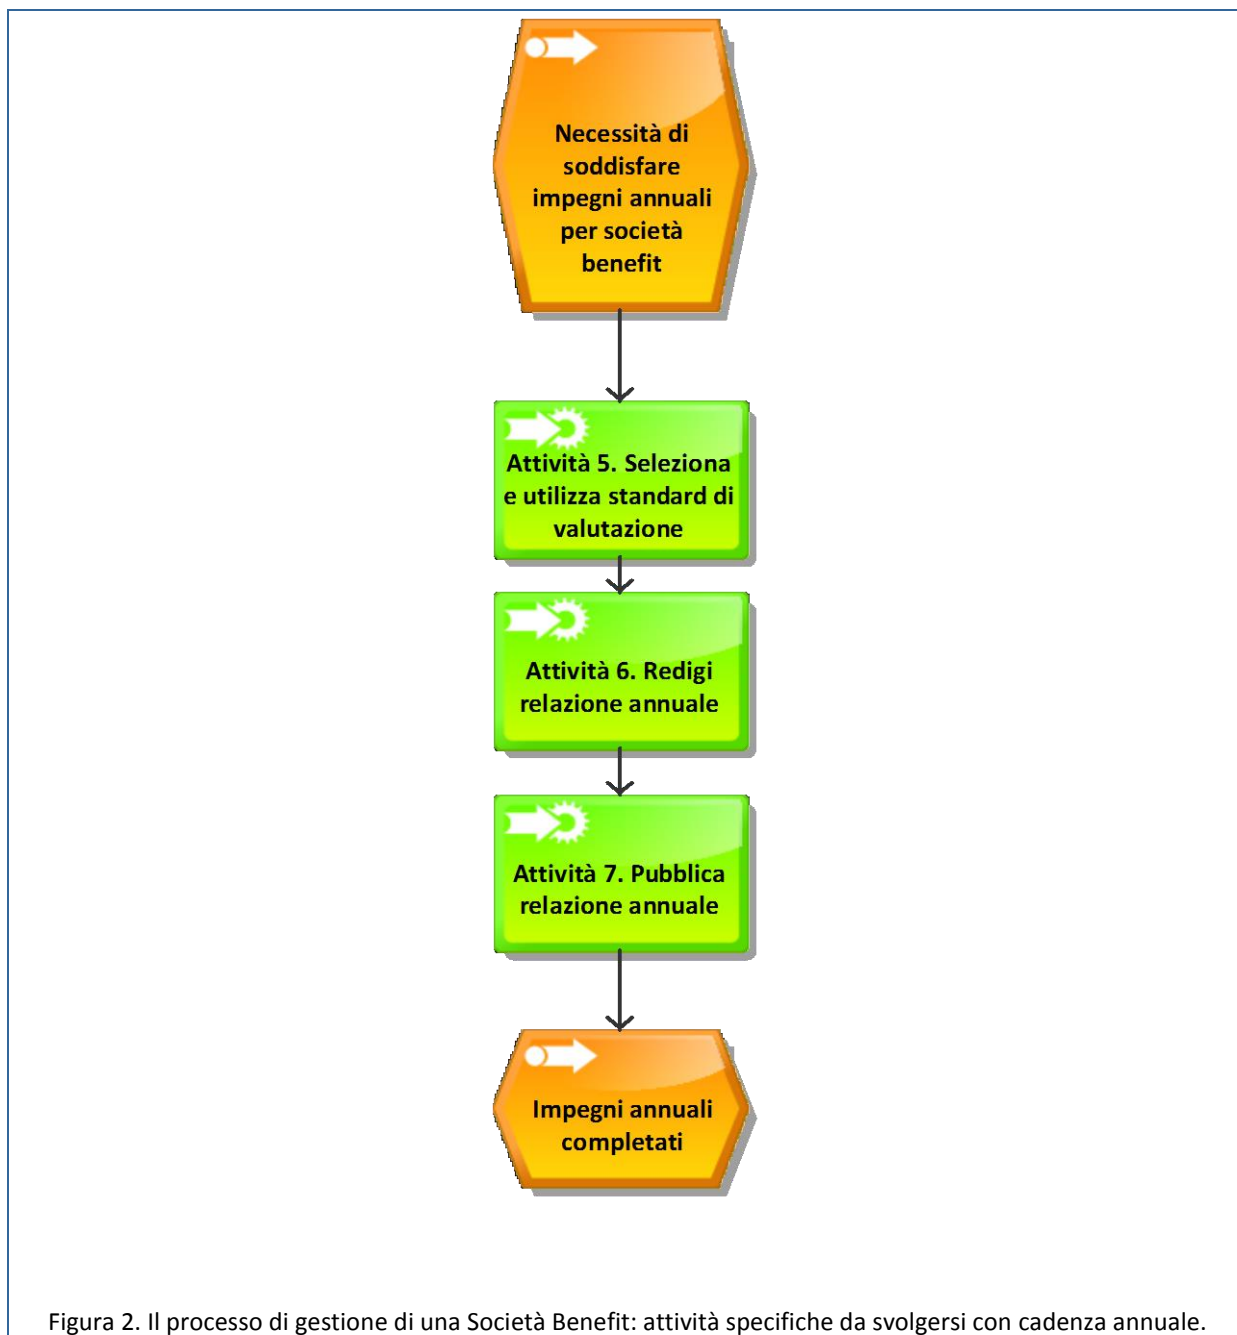 Necessità di
soddisfare
impegni annuali
per società
benefit
Attività 5. Seleziona
e utilizza standard di
valutazione
Attività 6. Redigi
relazione annuale
Attività 7. Pubblica
relazione annuale
Impegni annuali
completati
Figura 2. Il processo di gestione di una Società Benefit: attività specifiche da svolgersi con cadenza annuale.